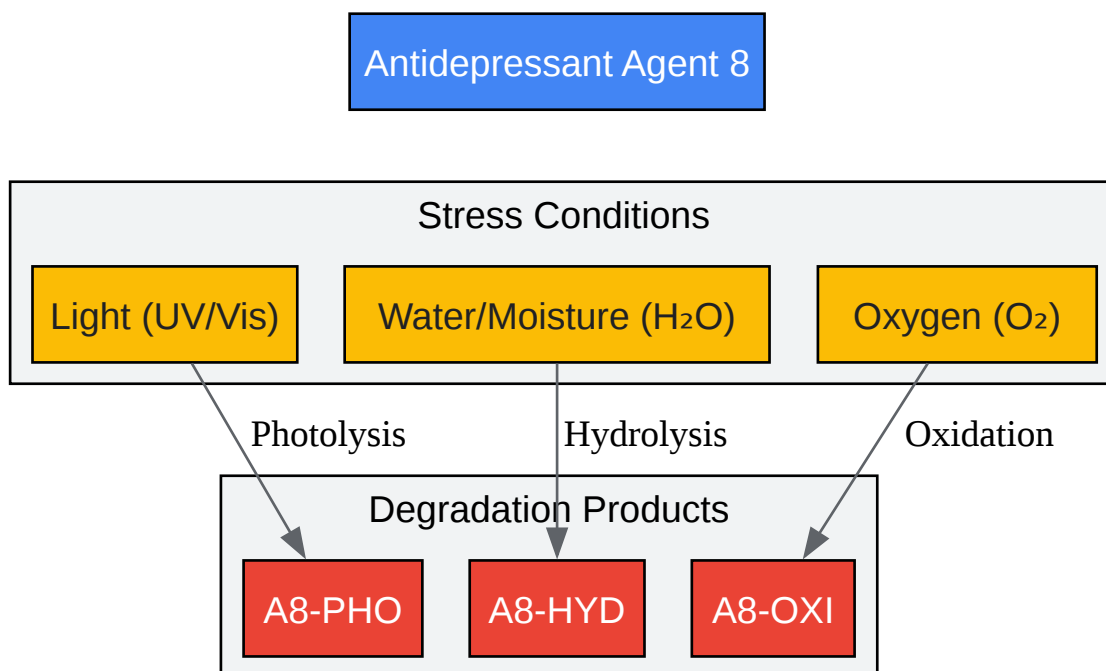 Antidepressant Agent 8
Stress Conditions
Light (UV/Vis)
Water/Moisture (H₂O)
Oxygen (O₂)
Photolysis
Hydrolysis
Oxidation
Degradation Products
A8-PHO
A8-HYD
A8-OXI